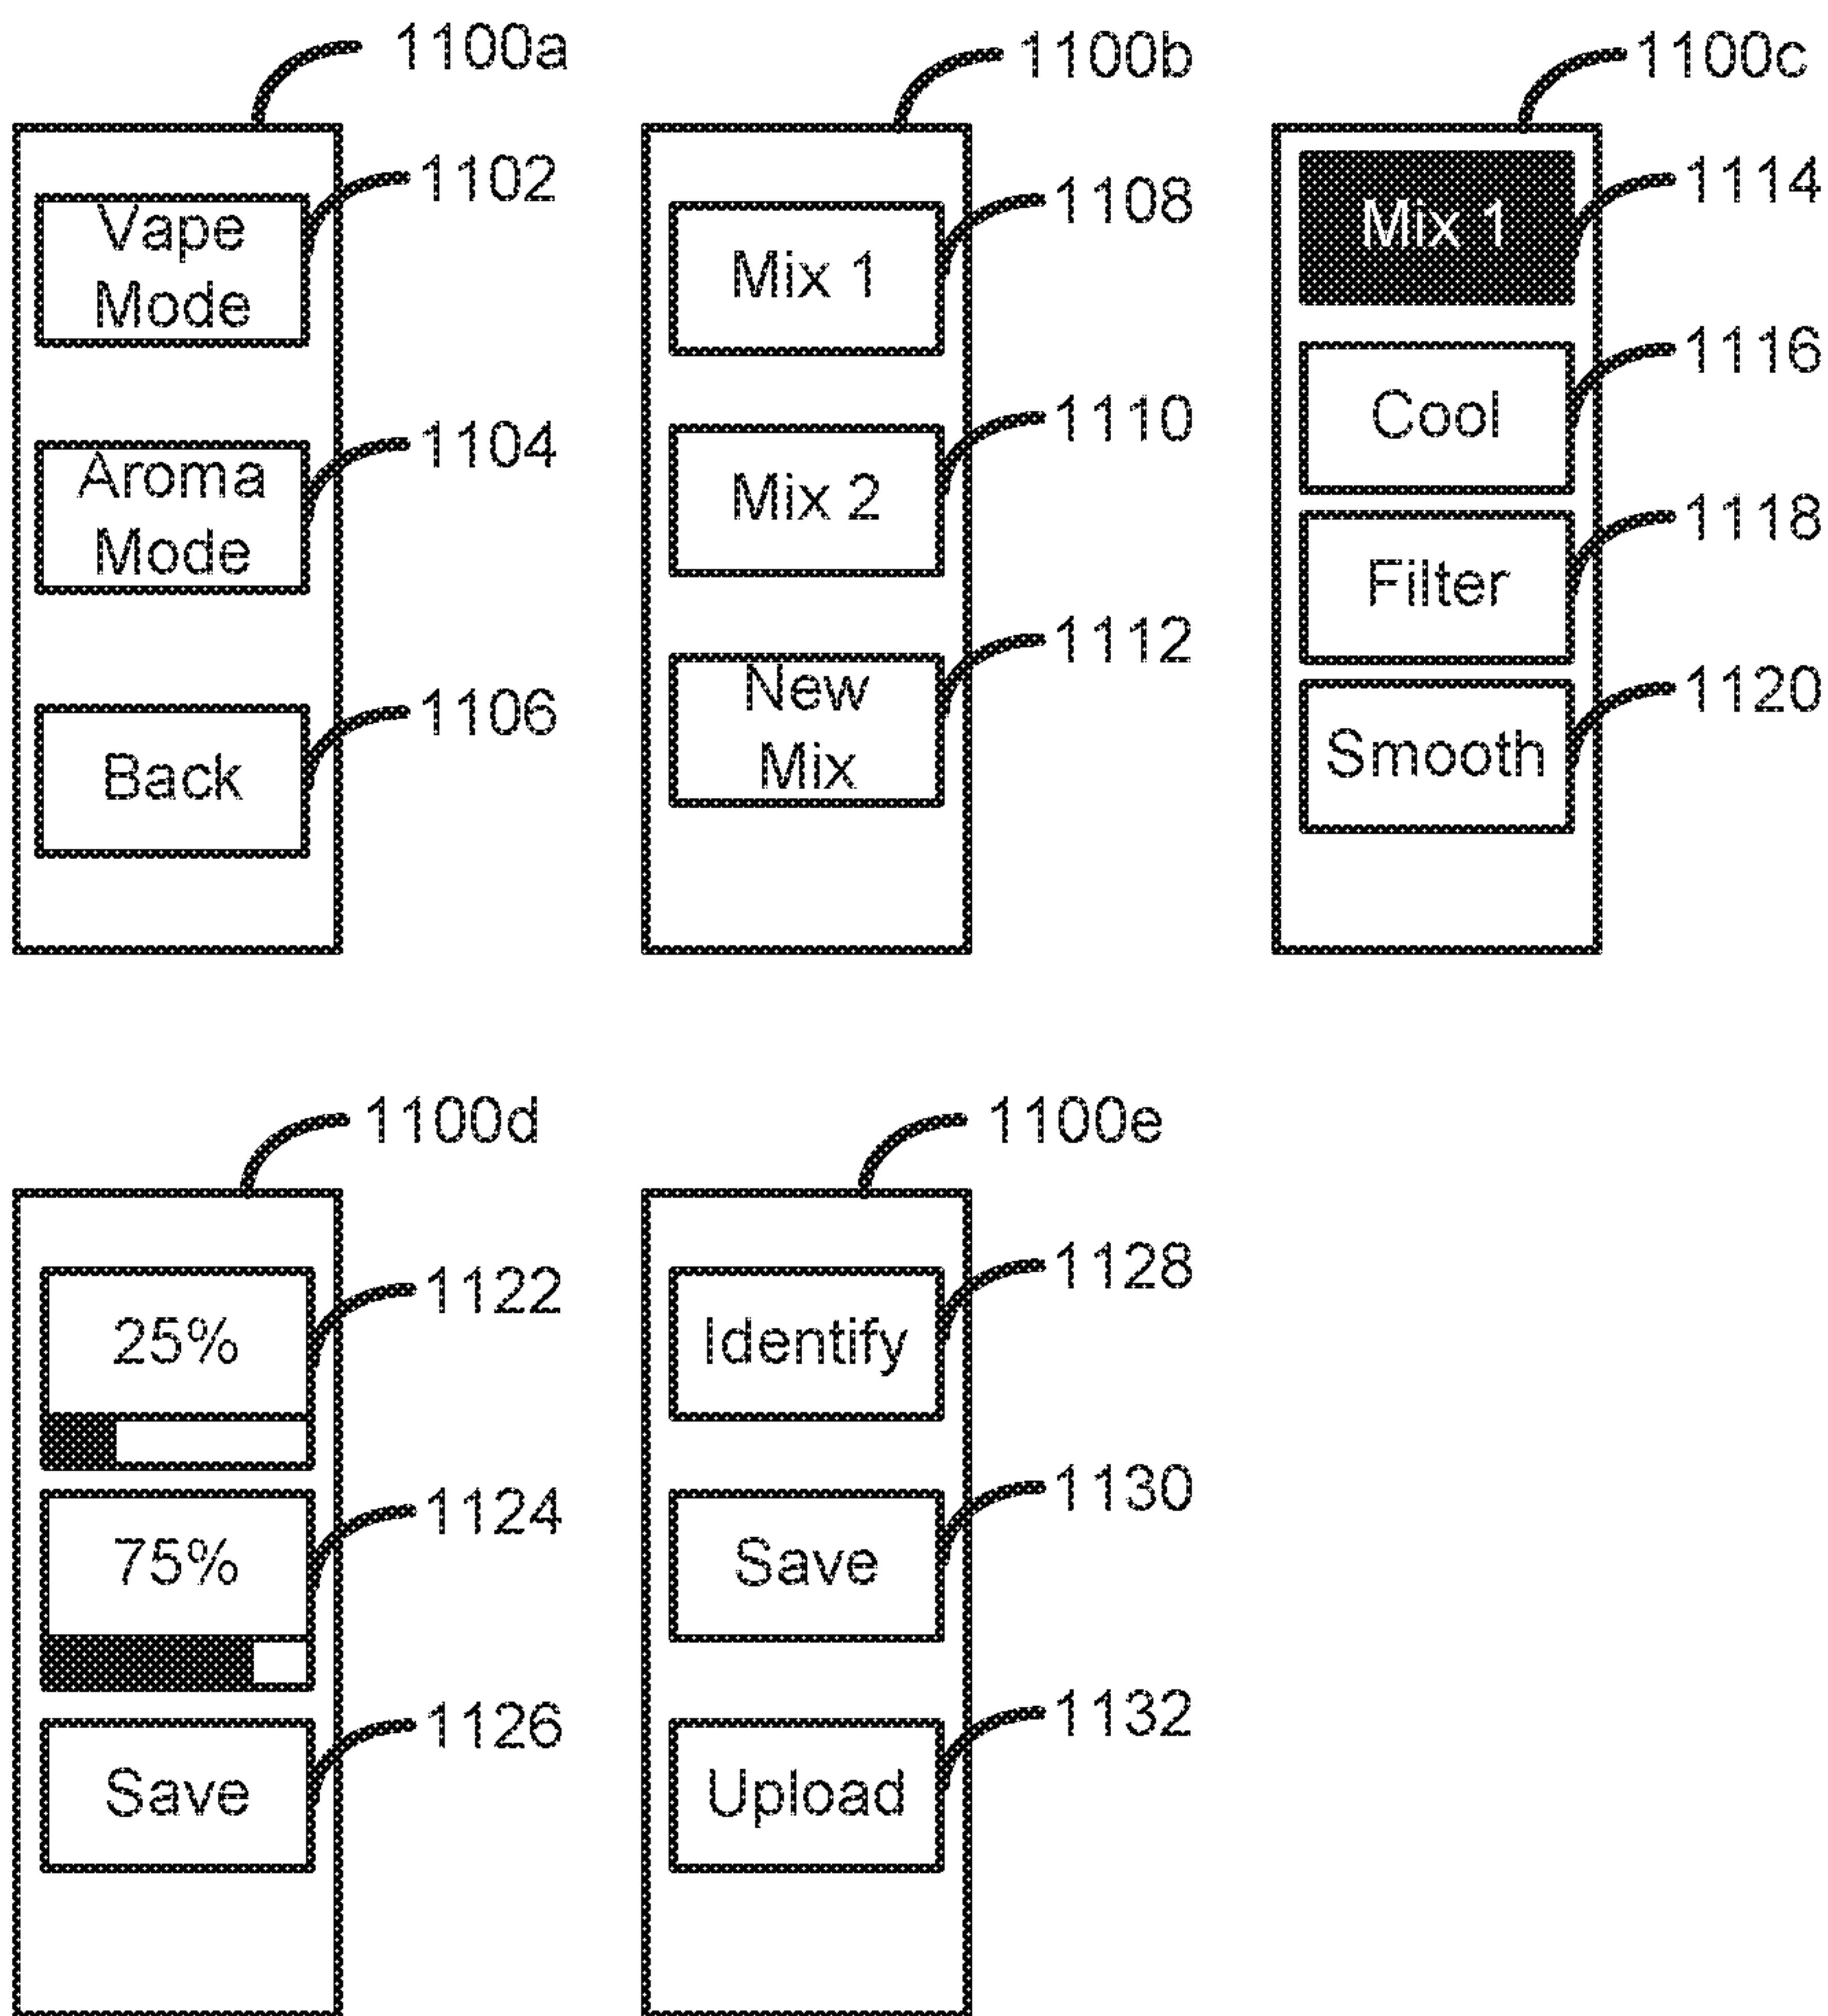 1100a
1102
Vape
Mode
1104
Aroma
Mode
1106
Back
1100b
1108
Mix 1
1110
Mix 2
1112
New
Mix
1100c
1114
Mix 1
1116
Cool
1118
Filter
1120
Smooth
1100d
1122
25%
1124
75%
1126
Save
1100e
1128
Identify
1130
Save
1132
Upload